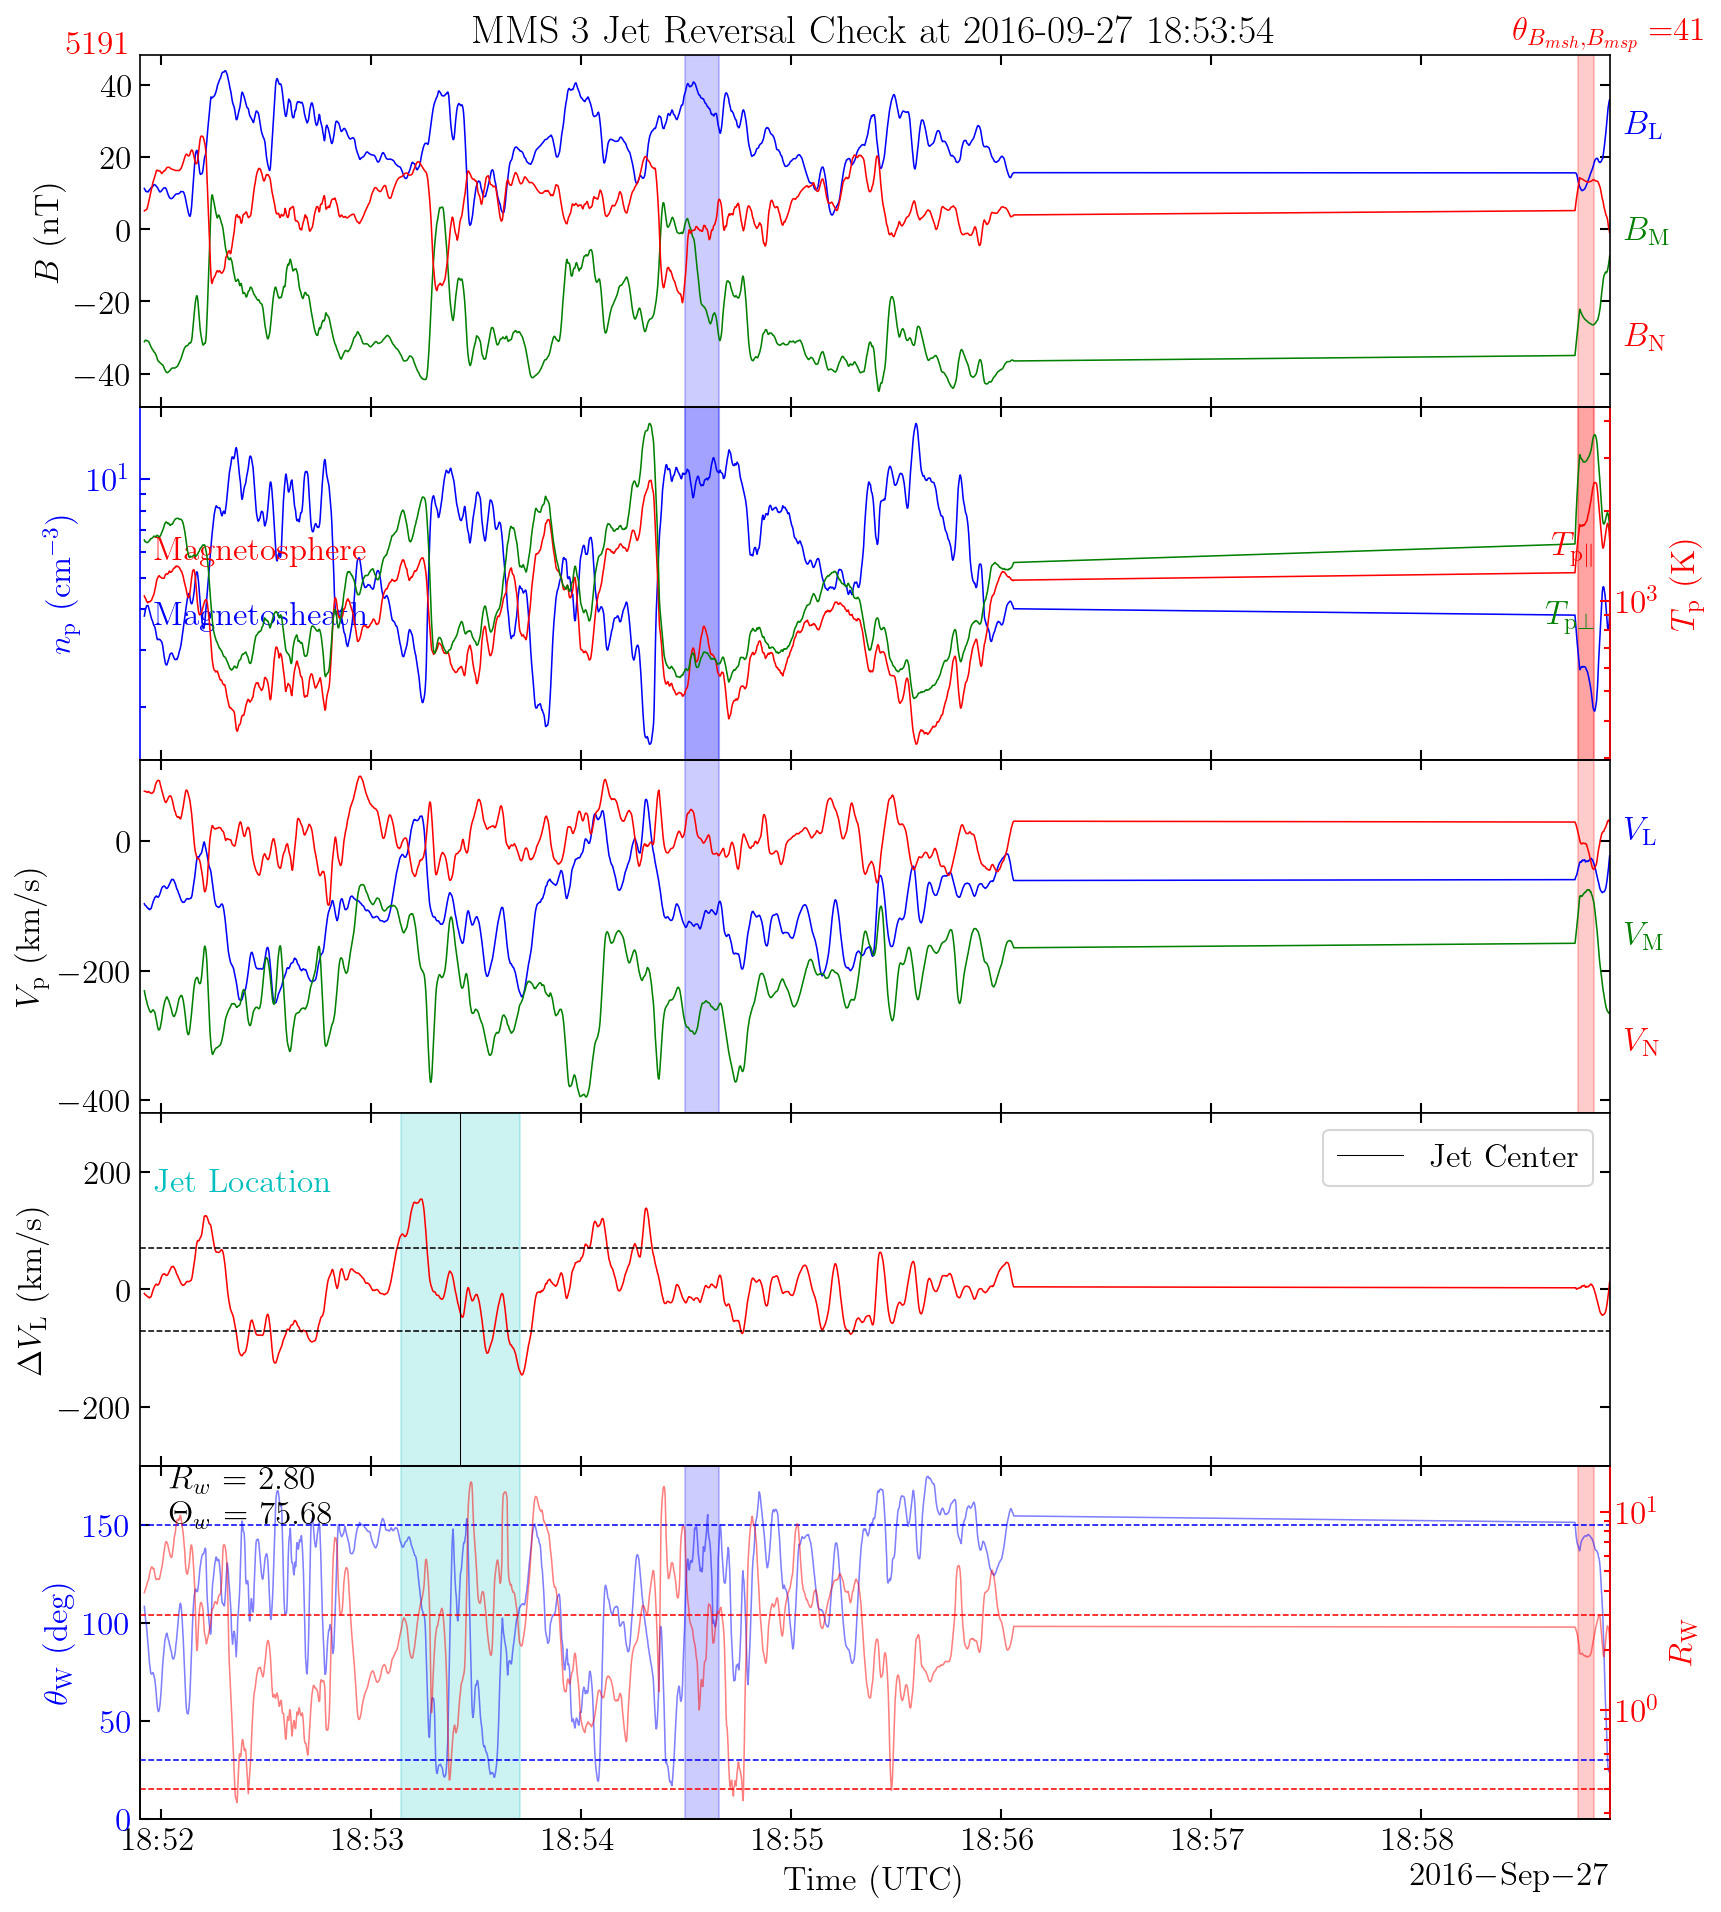 MMS 3 Jet Reversal Check at 2016-09-27 18:53:54
5191
θ_{B_{msh},B_{msp}} =41
40
20
0
−20
−40
B (nT)
B_L
B_M
B_N
10^1
n_p (cm^{−3})
Magnetosphere
Magnetosheath
T_{p∥}
T_{p⊥}
10^3
T_p (K)
0
−200
−400
V_p (km/s)
V_L
V_M
V_N
Jet Location
Jet Center
200
0
−200
ΔV_L (km/s)
R_w = 2.80
Θ_w = 75.68
150
100
50
0
θ_W (deg)
10^1
10^0
R_W
18:52 18:53 18:54 18:55 18:56 18:57 18:58
Time (UTC)
2016−Sep−27